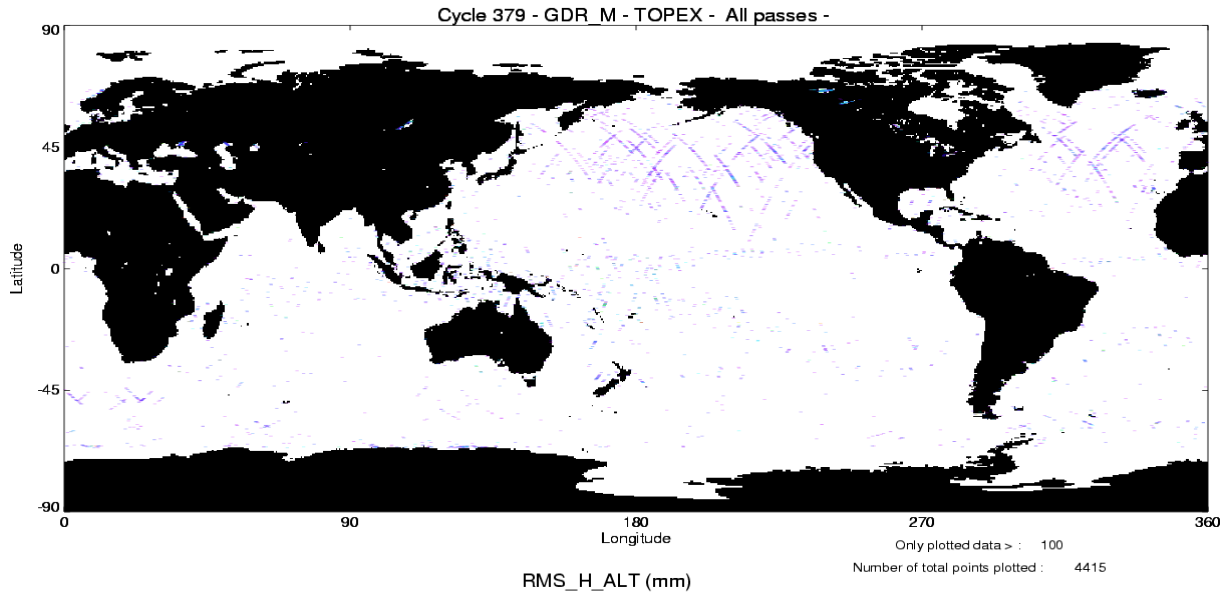 Cycle 379 - GDR_M - TOPEX - All passes -
90
45
0
-45
-90
Latitude
0 90 180 270 360
Longitude
Only plotted data > : 100
Number of total points plotted : 4415
RMS_H_ALT (mm)